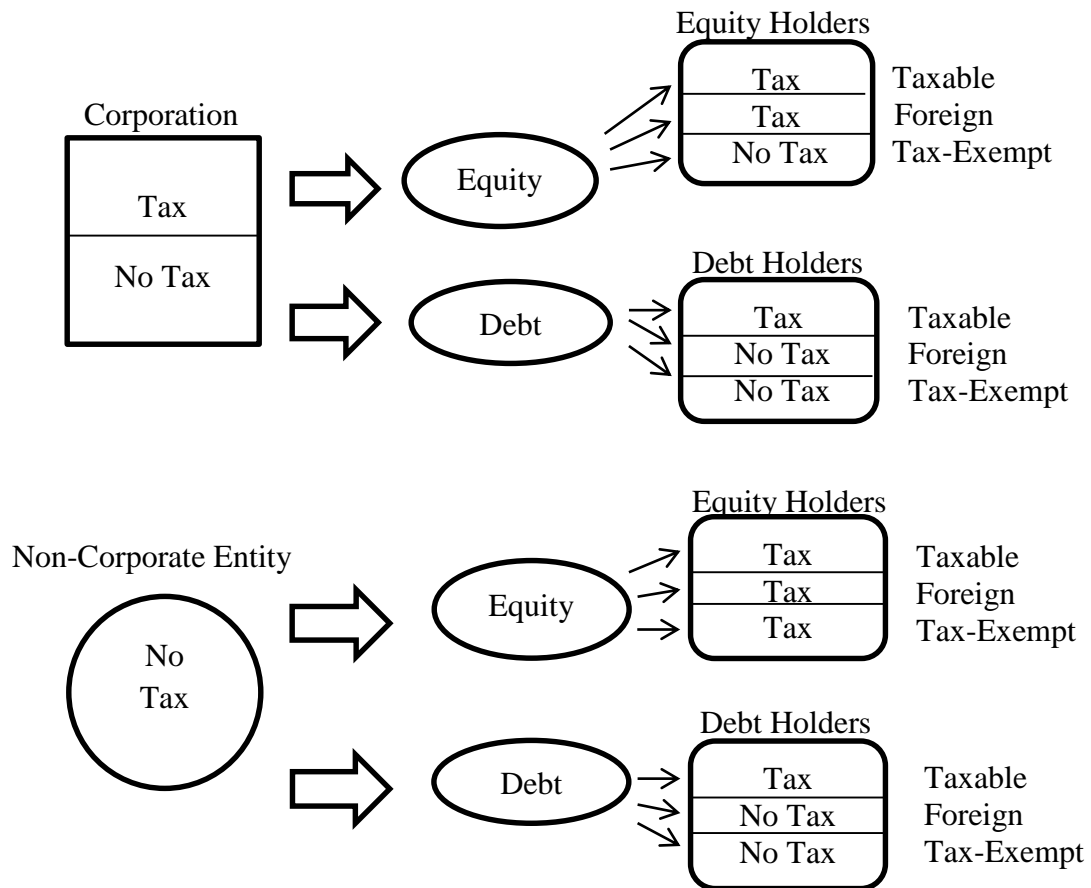 Equity Holders
Corporation
Tax
No Tax
Equity
Tax
Tax
No Tax
Taxable
Foreign
Tax-Exempt
Debt Holders
Debt
Tax
No Tax
No Tax
Taxable
Foreign
Tax-Exempt
Equity Holders
Non-Corporate Entity
No
Tax
Equity
Tax
Tax
Tax
Taxable
Foreign
Tax-Exempt
Debt Holders
Debt
Tax
No Tax
No Tax
Taxable
Foreign
Tax-Exempt